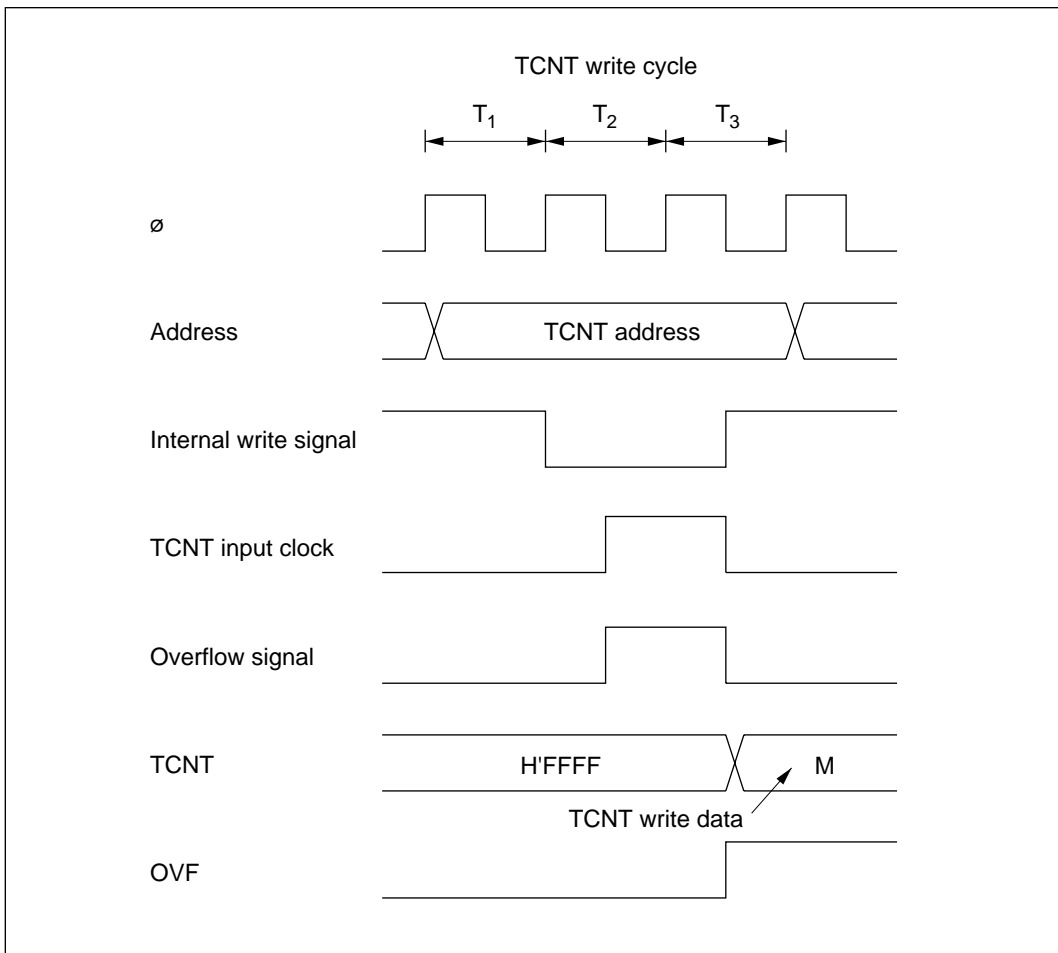 TCNT write cycle
T1 T2 T3
ø
Address TCNT address
Internal write signal
TCNT input clock
Overflow signal
TCNT H'FFFF M
TCNT write data
OVF